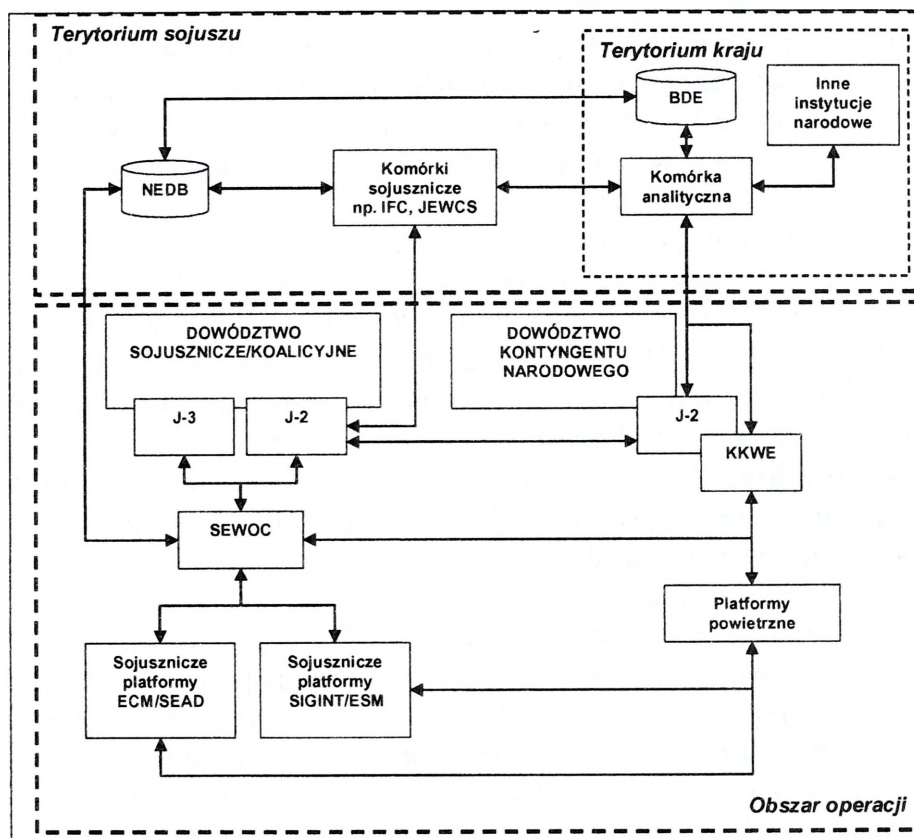 Terytorium sojuszu
Terytorium kraju
BDE
Inne
instytucje
narodowe
NEDB
Komórki
sojusznicze
np. IFC, JEWCS
Komórka
analityczna
DOWÓDZTWO
SOJUSZNICZE/KOALICYJNE
DOWÓDZTWO
KONTYNGENTU
NARODOWEGO
J-3
J-2
J-2
KKWE
SEWOC
Platformy
powietrzne
Sojusznicze
platformy
ECM/SEAD
Sojusznicze
platformy
SIGINT/ESM
Obszar operacji